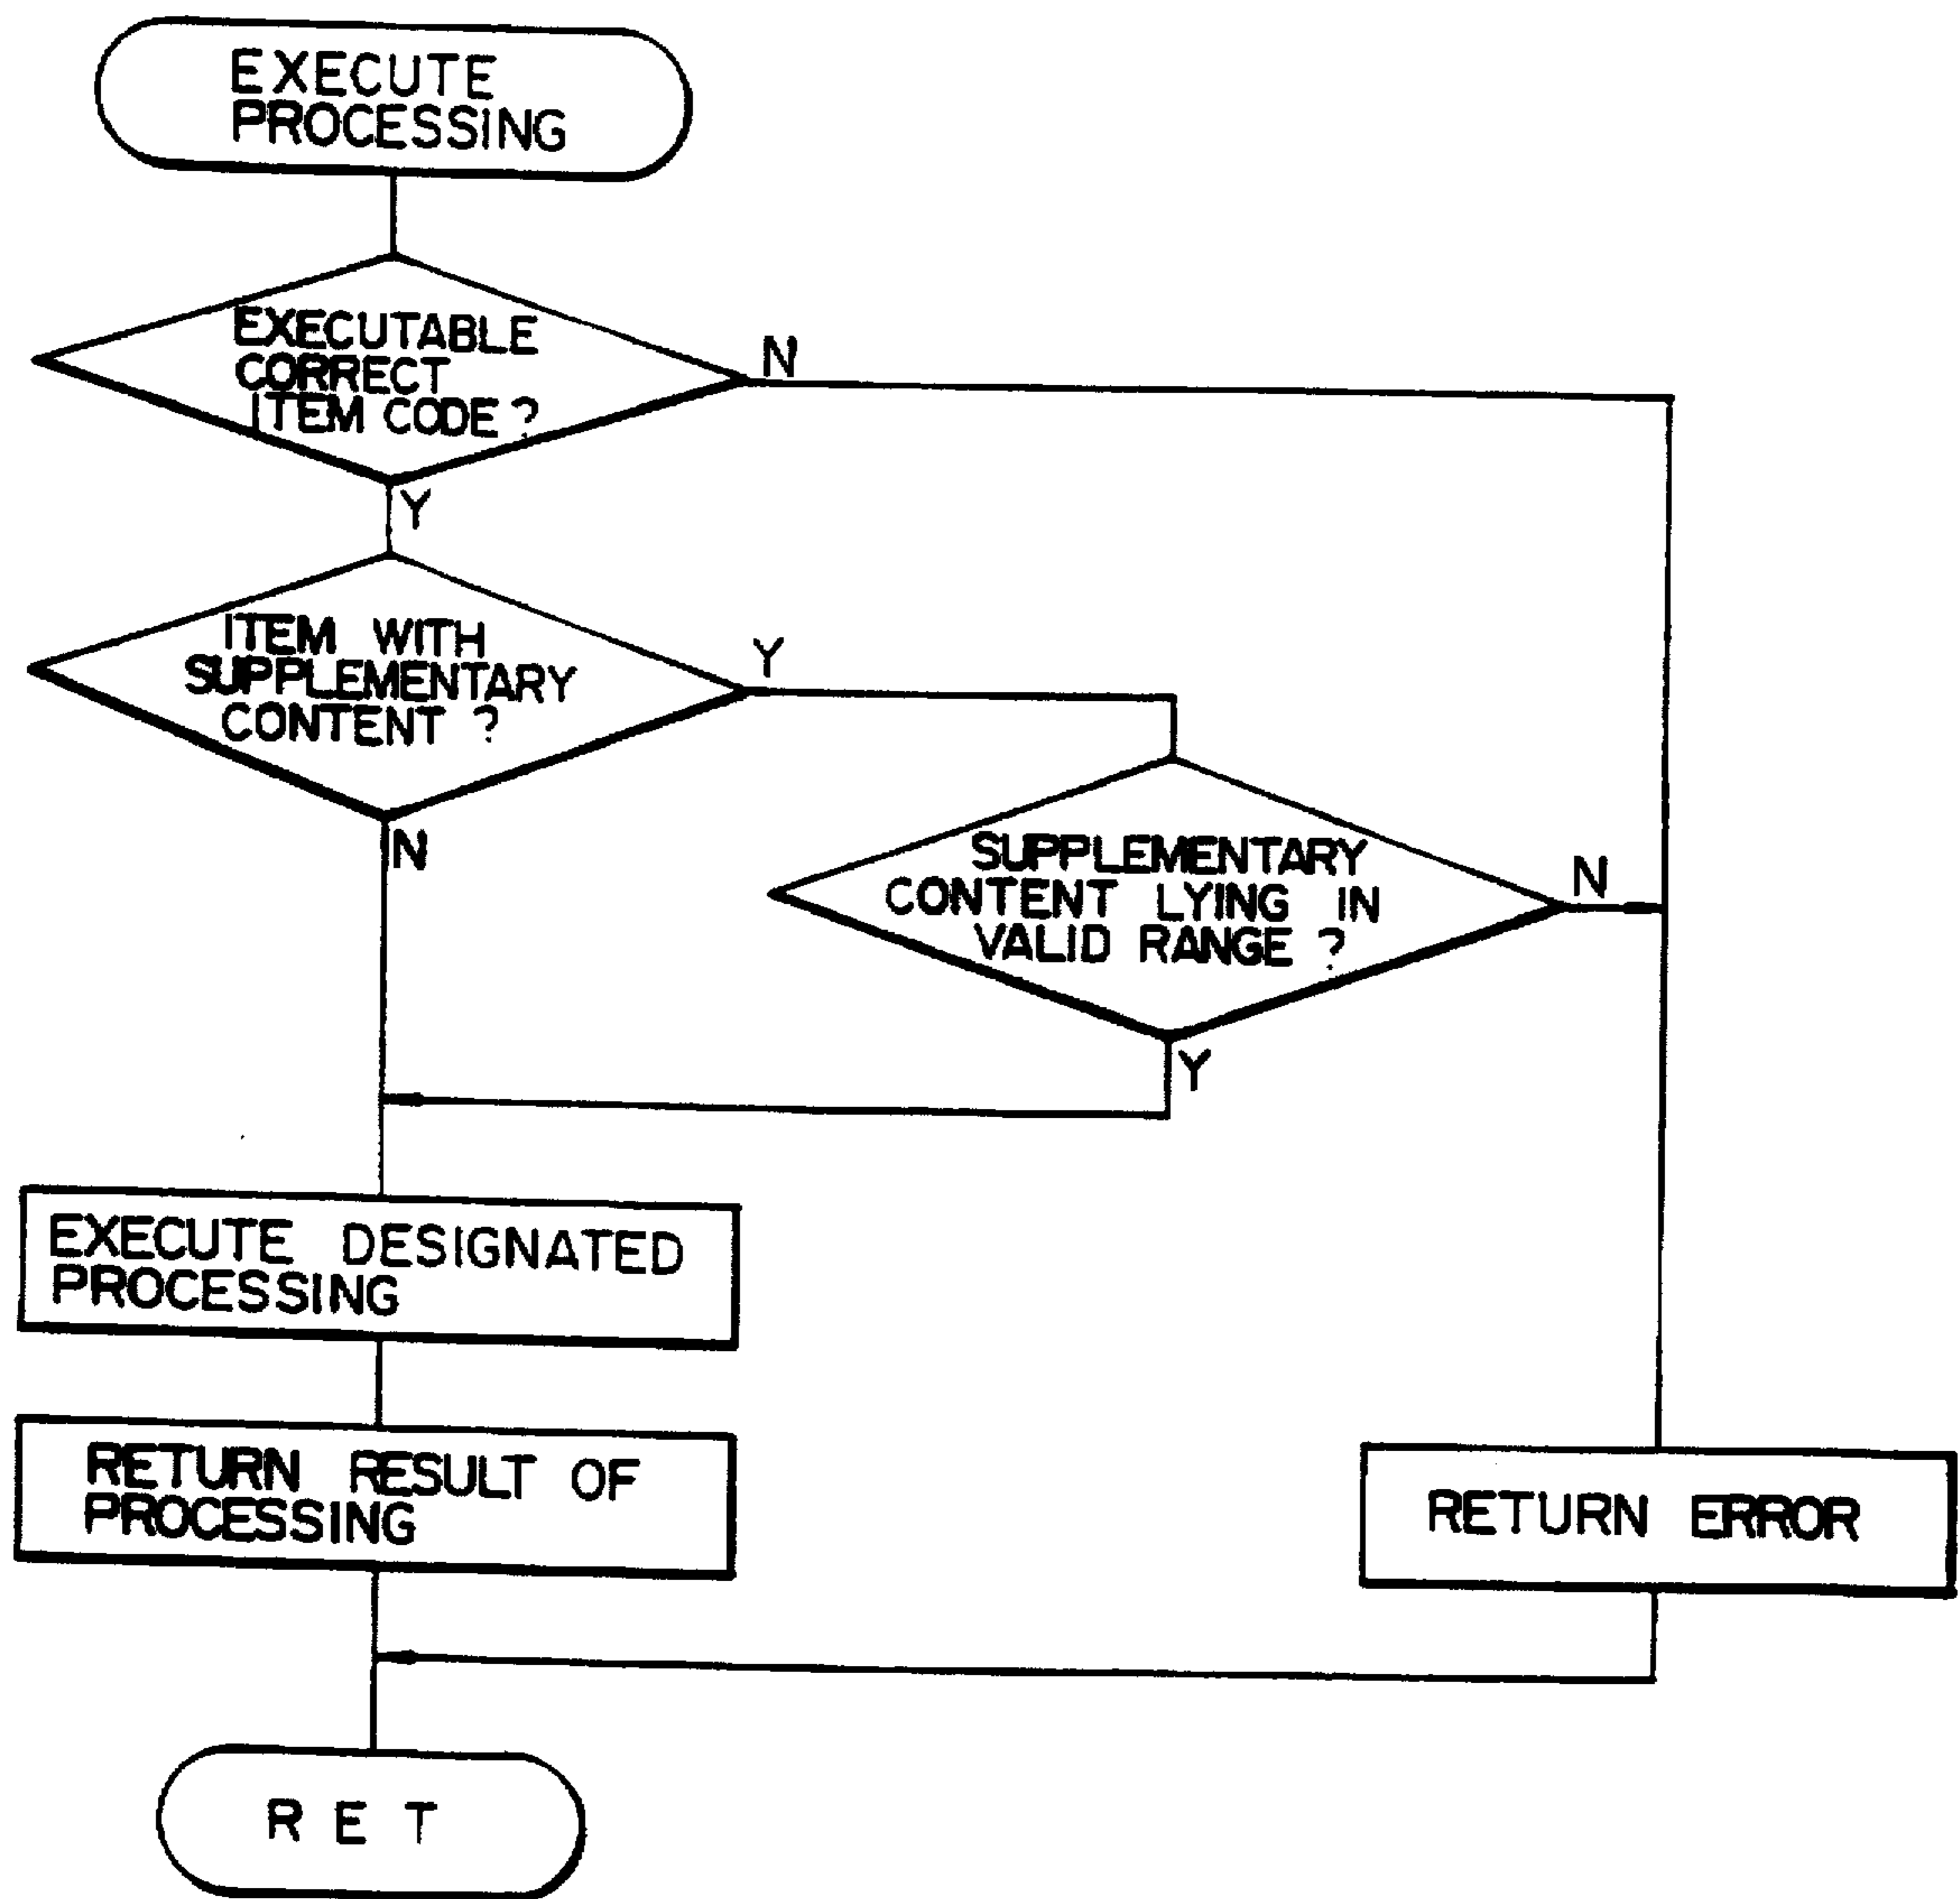 EXECUTE
PROCESSING
EXECUTABLE
CORRECT
ITEM CODE ?
N
Y
ITEM WITH
SUPPLEMENTARY
CONTENT ?
Y
N
SUPPLEMENTARY
CONTENT LYING IN
VALID RANGE ?
N
Y
EXECUTE DESIGNATED
PROCESSING
RETURN RESULT OF
PROCESSING
RETURN ERROR
RET